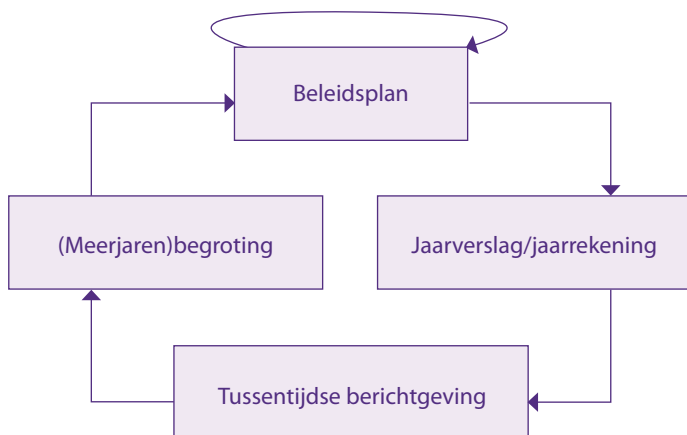 Beleidsplan
(Meerjaren)begroting
Jaarverslag/jaarrekening
Tussentijdse berichtgeving